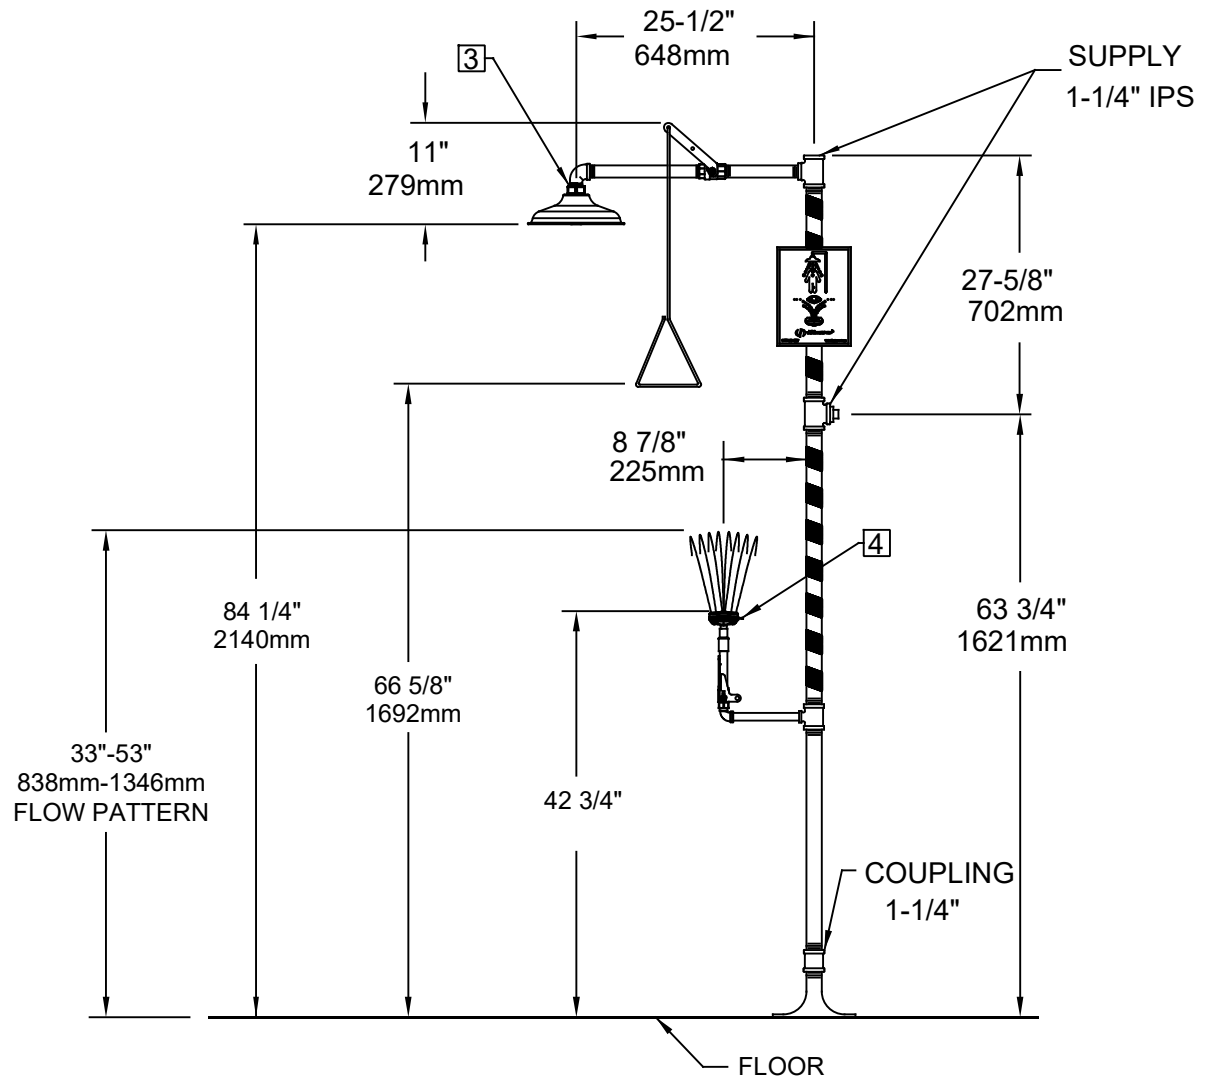 25-1/2"
648mm
3
SUPPLY
1-1/4" IPS
11"
279mm
27-5/8"
702mm
8 7/8"
225mm
4
84 1/4"
2140mm
63 3/4"
1621mm
66 5/8"
1692mm
33"-53"
838mm-1346mm
FLOW PATTERN
42 3/4"
COUPLING
1-1/4"
FLOOR